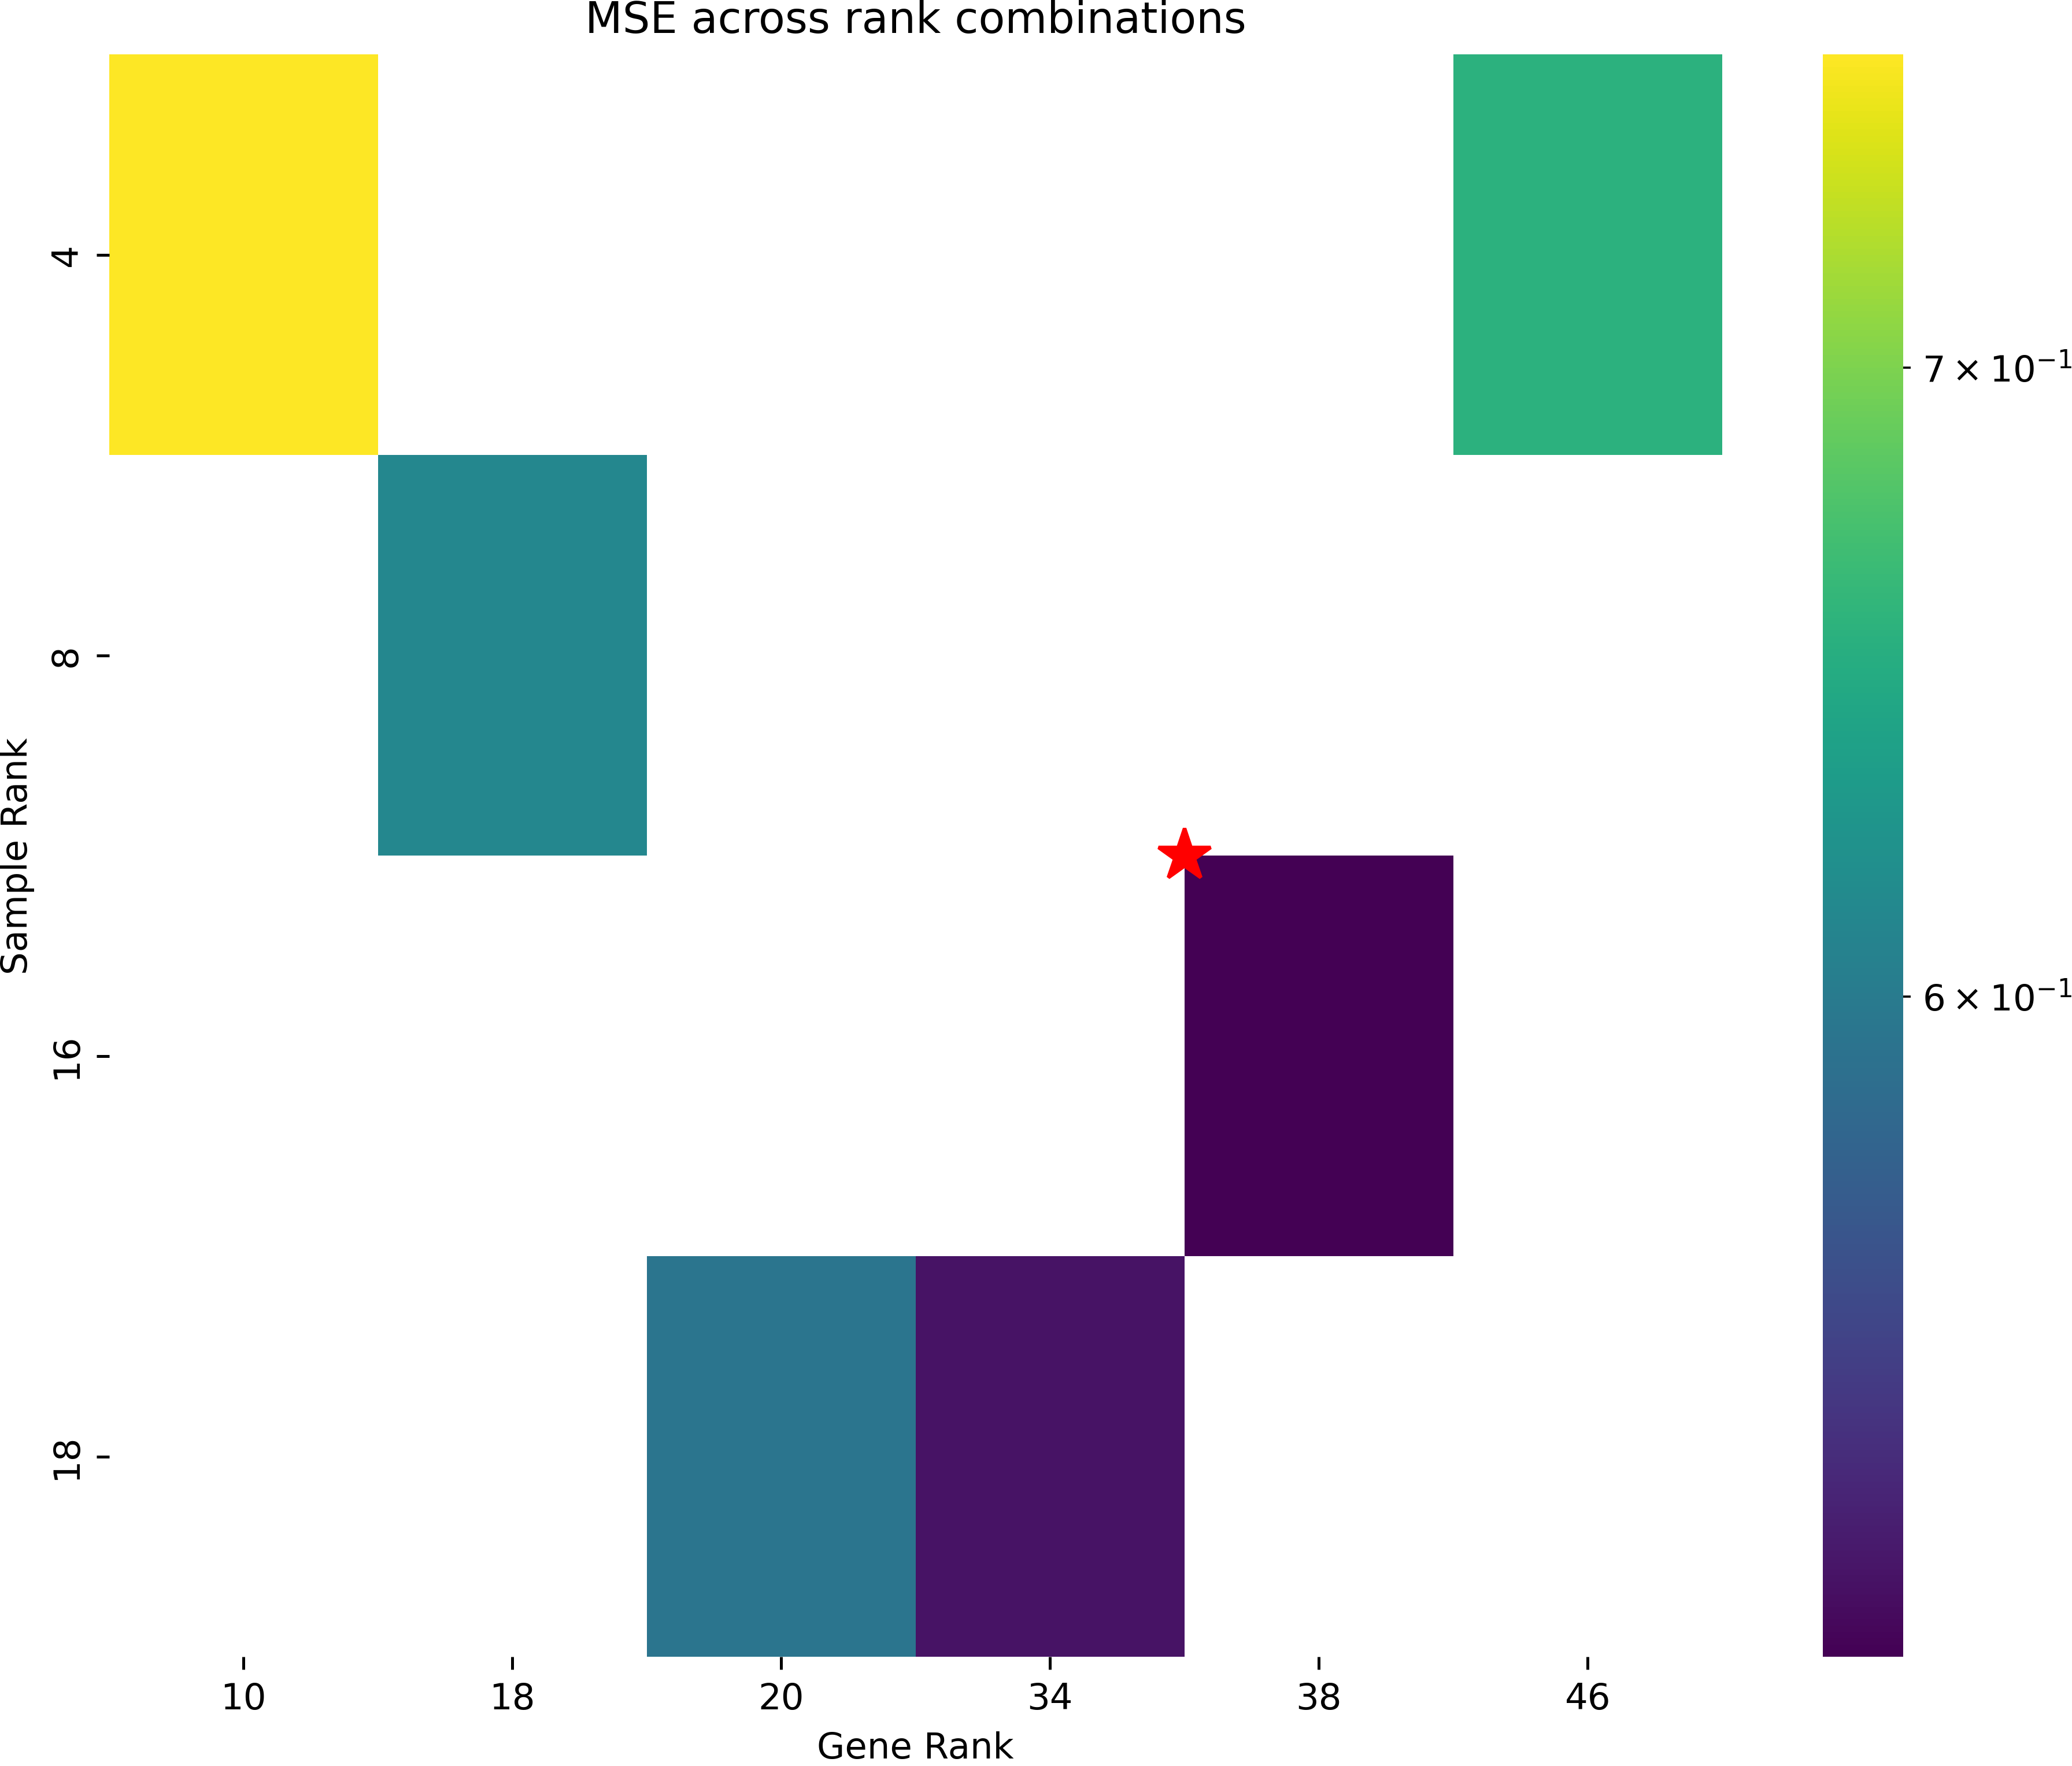 MSE across rank combinations
Sample Rank
4
8
16
18
10 18 20 34 38 46
Gene Rank
7 × 10⁻¹
6 × 10⁻¹